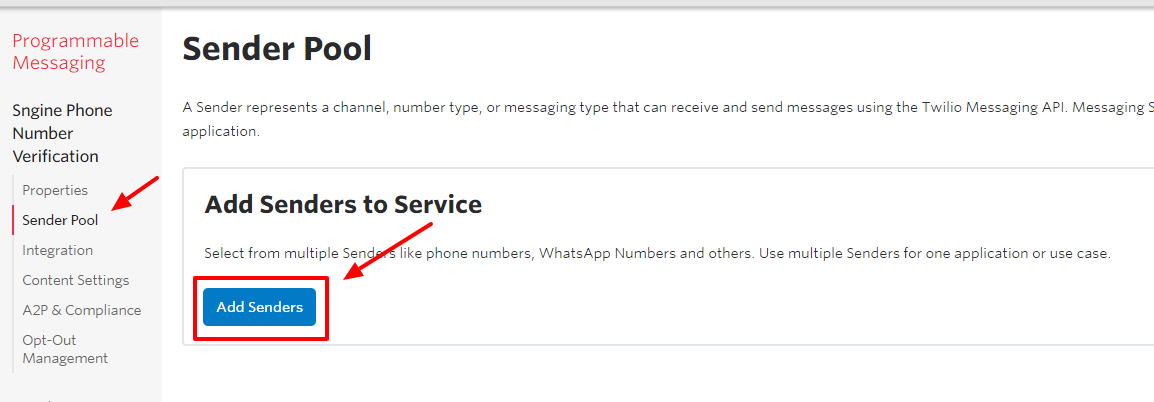 Programmable
Messaging
Sngine Phone
Number
Verification
Properties
Sender Pool
Integration
Content Settings
A2P & Compliance
Opt-Out
Management
Sender Pool
A Sender represents a channel, number type, or messaging type that can receive and send messages using the Twilio Messaging API. Messaging S
application.
Add Senders to Service
Select from multiple Senders like phone numbers, WhatsApp Numbers and others. Use multiple Senders for one application or use case.
Add Senders